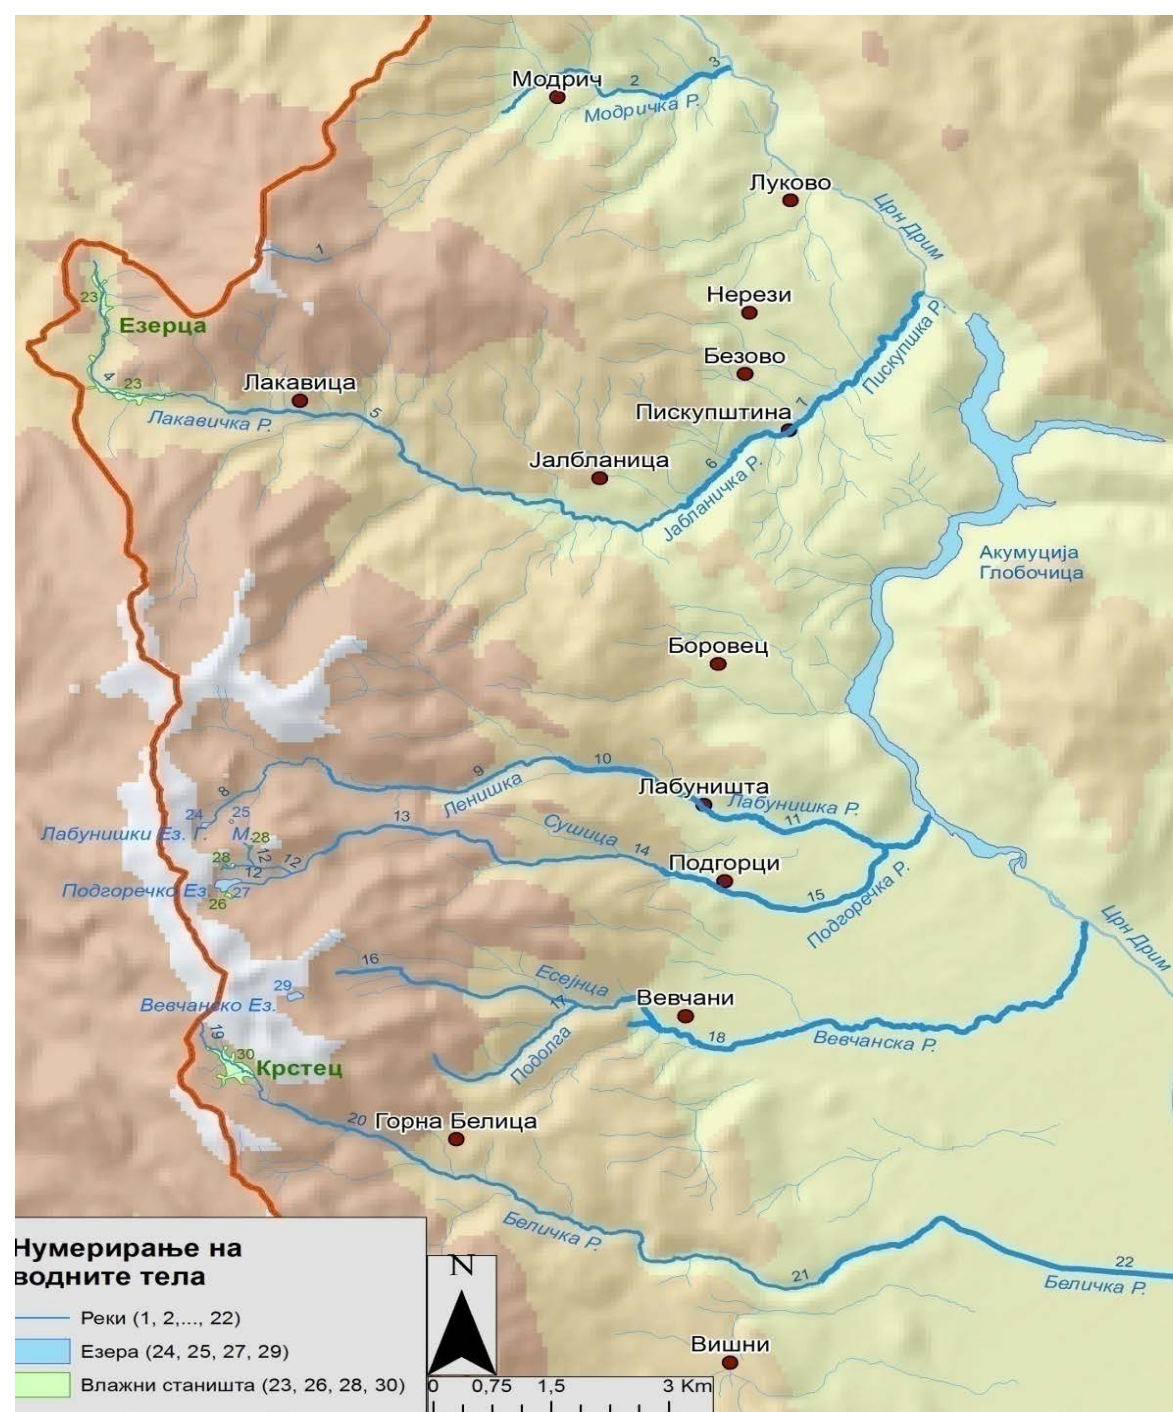 3
Модрич
2
Модричка Р.
Луково
Црн Дрим
1
23
Нерези
Езерца
Пискупшка Р.
Безово
4
23
Лакавица
7
Пискупштина
5
Лакавичка Р.
Јалбланица
6
Јабланичка Р.
Акумуција
Глобочица
Боровец
10
9
Ленишка
Лабуништа
8
Лабунишка Р.
24
25
Лабунишки Ез. Г.
М.
28
13
Сушица
11
12
14
28
12
12
Подгорци
Подгоречко Ез.
27
26
15
Подгоречка Р.
Црн Дрим
16
Есејнца
29
Вевчанско Ез.
17
Вевчани
19
18
Вевчанска Р.
30
Крстец
Подолга
20
Горна Белица
Беличка Р.
21
22
Беличка Р.
Вишни
Нумерирање на
водните тела
Реки (1, 2,..., 22)
Езера (24, 25, 27, 29)
Влажни станишта (23, 26, 28, 30)
N
0 0,75 1,5 3 Km